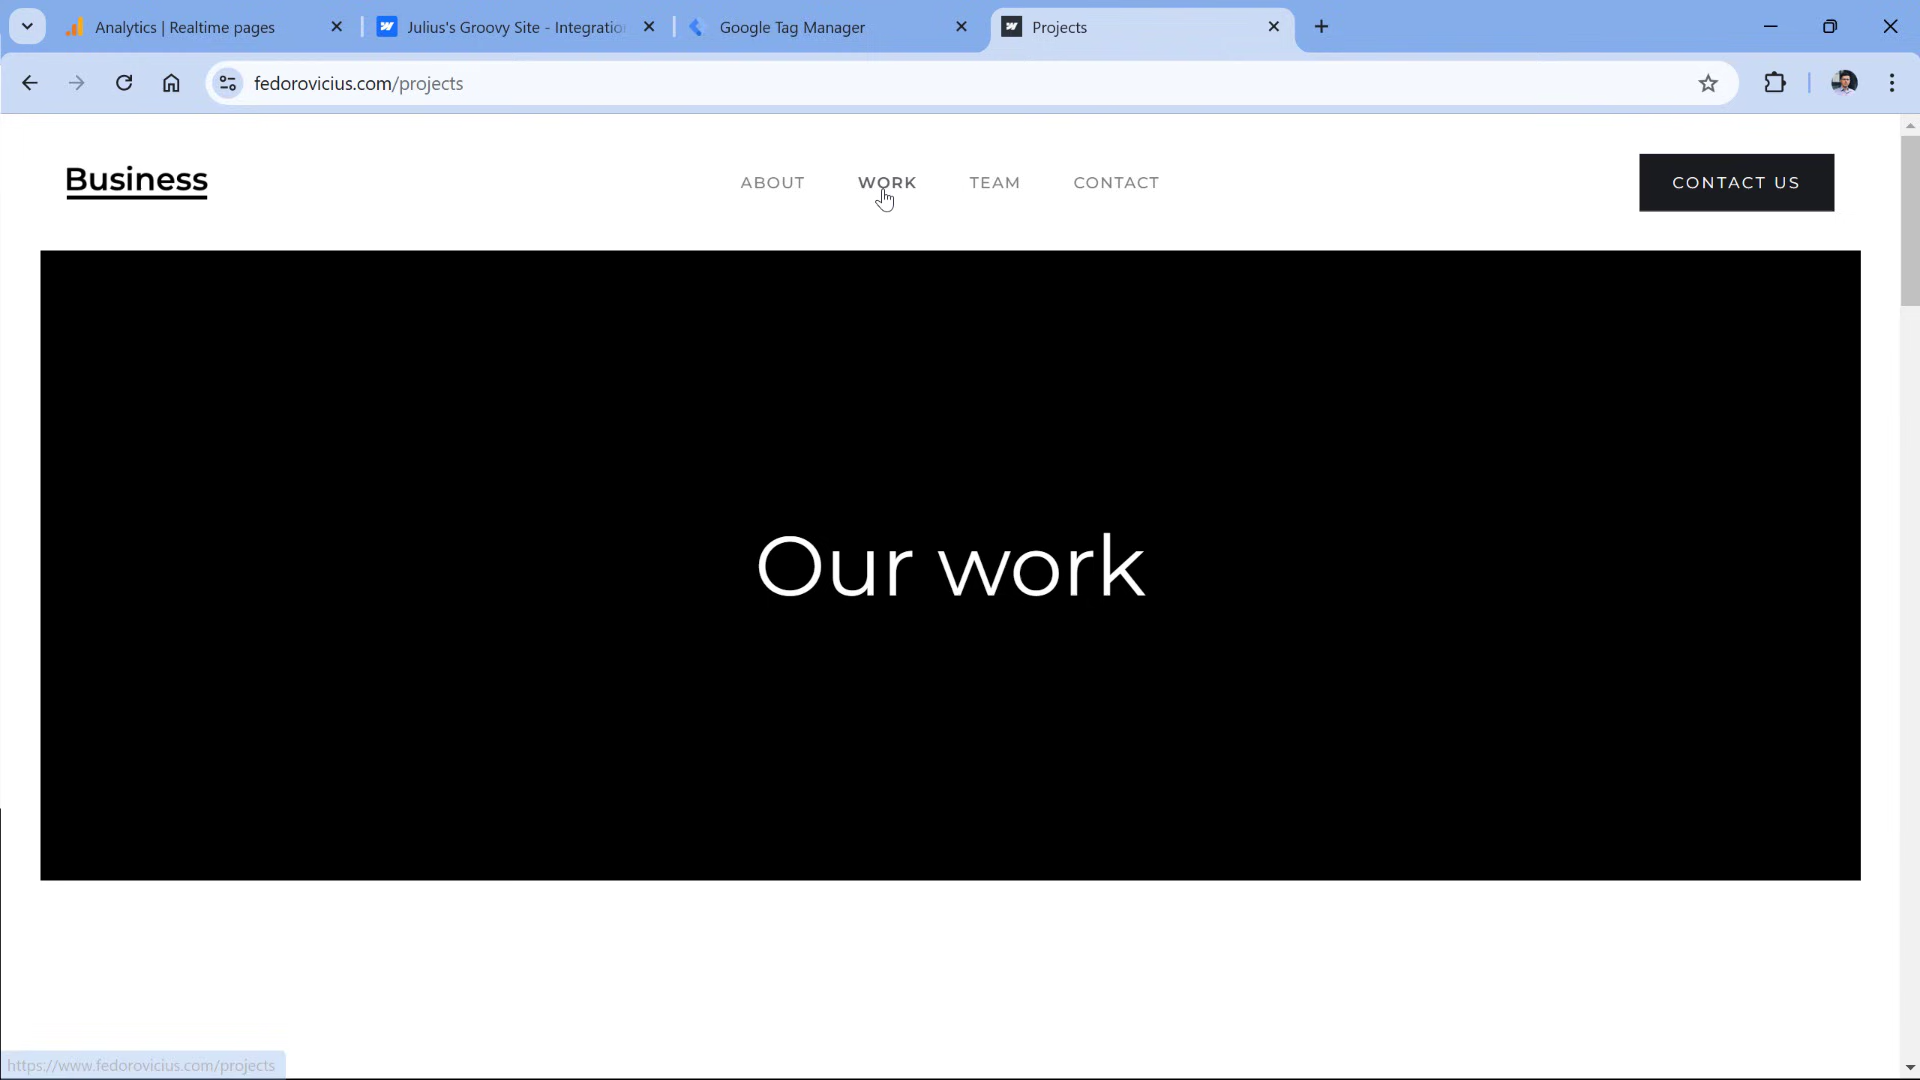 Analytics | Realtime pages
Julius's Groovy Site - Integratio
Google Tag Manager
Projects
fedorovicius.com/projects
Business
ABOUT
WORK
TEAM
CONTACT
CONTACT US
Our work
https://www.fedorovicius.com/projects